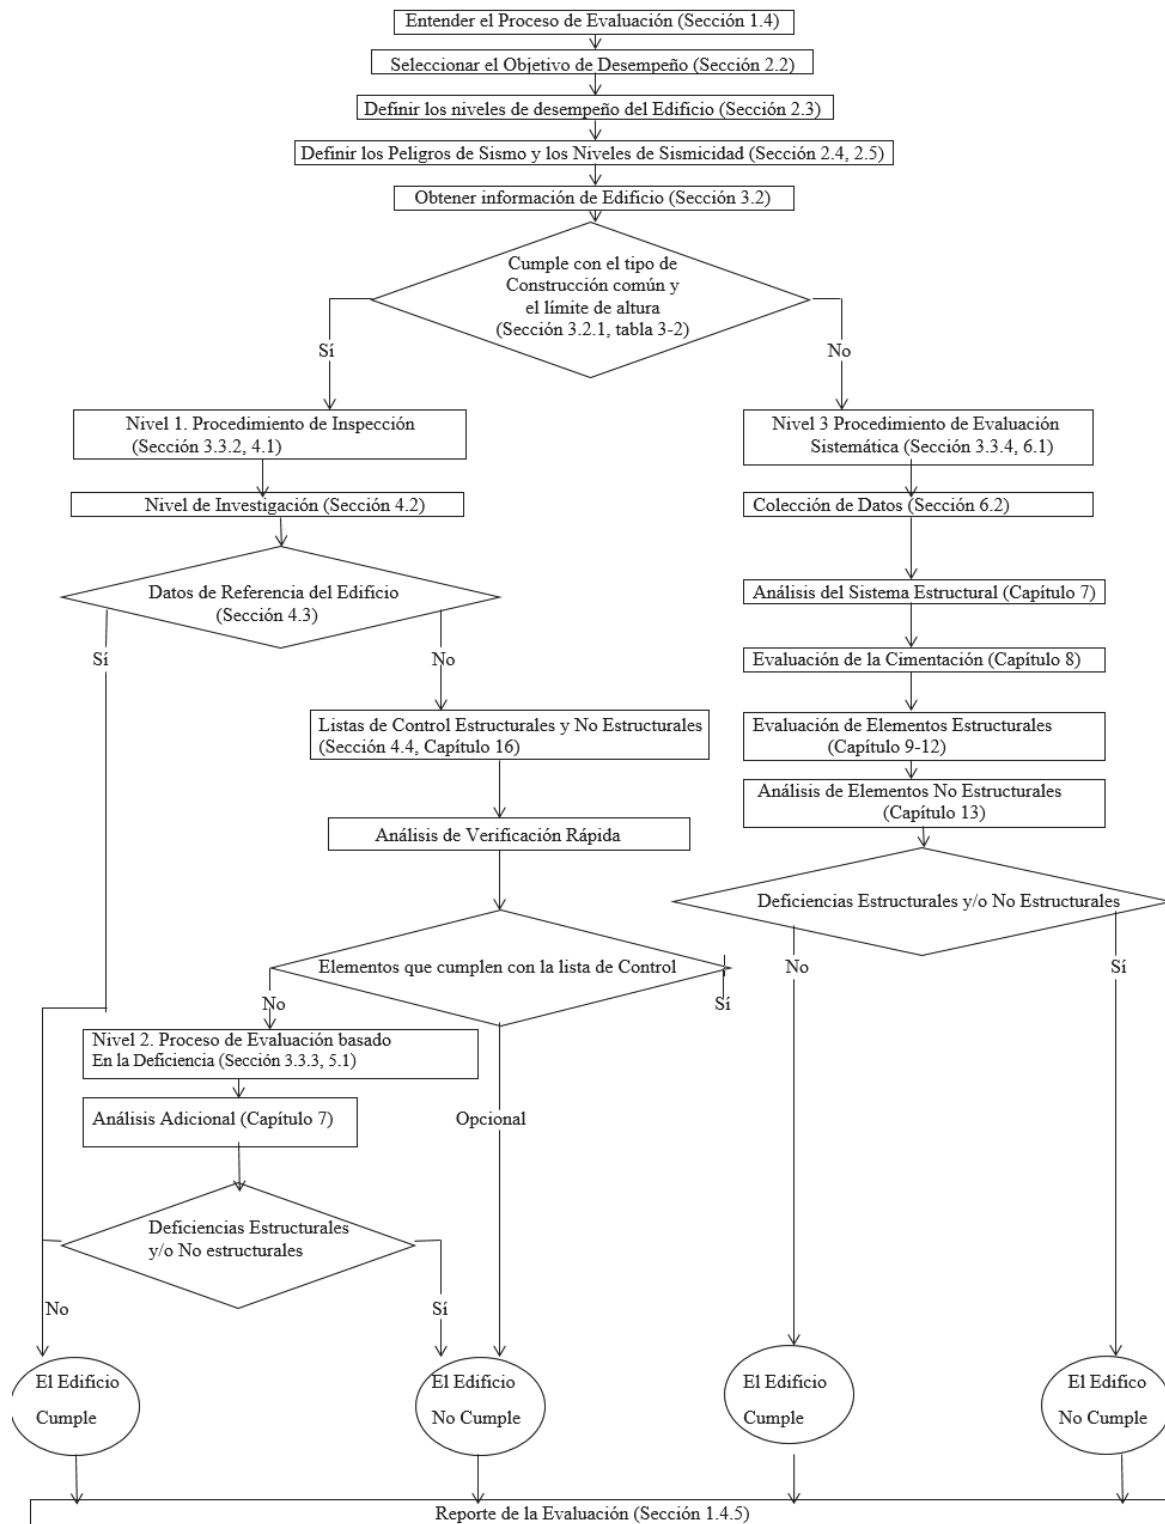 Entender el Proceso de Evaluación (Sección 1.4)
Seleccionar el Objetivo de Desempeño (Sección 2.2)
Definir los niveles de desempeño del Edificio (Sección 2.3)
Definir los Peligros de Sismo y los Niveles de Sismicidad (Sección 2.4, 2.5)
Obtener información de Edificio (Sección 3.2)
Cumple con el tipo de
Construcción común y
el límite de altura
(Sección 3.2.1, tabla 3-2)
Sí
No
Nivel 1. Procedimiento de Inspección
(Sección 3.3.2, 4.1)
Nivel de Investigación (Sección 4.2)
Datos de Referencia del Edificio
(Sección 4.3)
Sí
No
Listas de Control Estructurales y No Estructurales
(Sección 4.4, Capítulo 16)
Análisis de Verificación Rápida
Elementos que cumplen con la lista de Control
No
Sí
Nivel 2. Proceso de Evaluación basado
En la Deficiencia (Sección 3.3.3, 5.1)
Análisis Adicional (Capítulo 7)
Opcional
Deficiencias Estructurales
y/o No estructurales
No
Sí
Nivel 3 Procedimiento de Evaluación
Sistemática (Sección 3.3.4, 6.1)
Colección de Datos (Sección 6.2)
Análisis del Sistema Estructural (Capítulo 7)
Evaluación de la Cimentación (Capítulo 8)
Evaluación de Elementos Estructurales
(Capítulo 9-12)
Análisis de Elementos No Estructurales
(Capítulo 13)
Deficiencias Estructurales y/o No Estructurales
No
Sí
El Edificio
Cumple
El Edificio
No Cumple
El Edificio
Cumple
El Edifico
No Cumple
Reporte de la Evaluación (Sección 1.4.5)